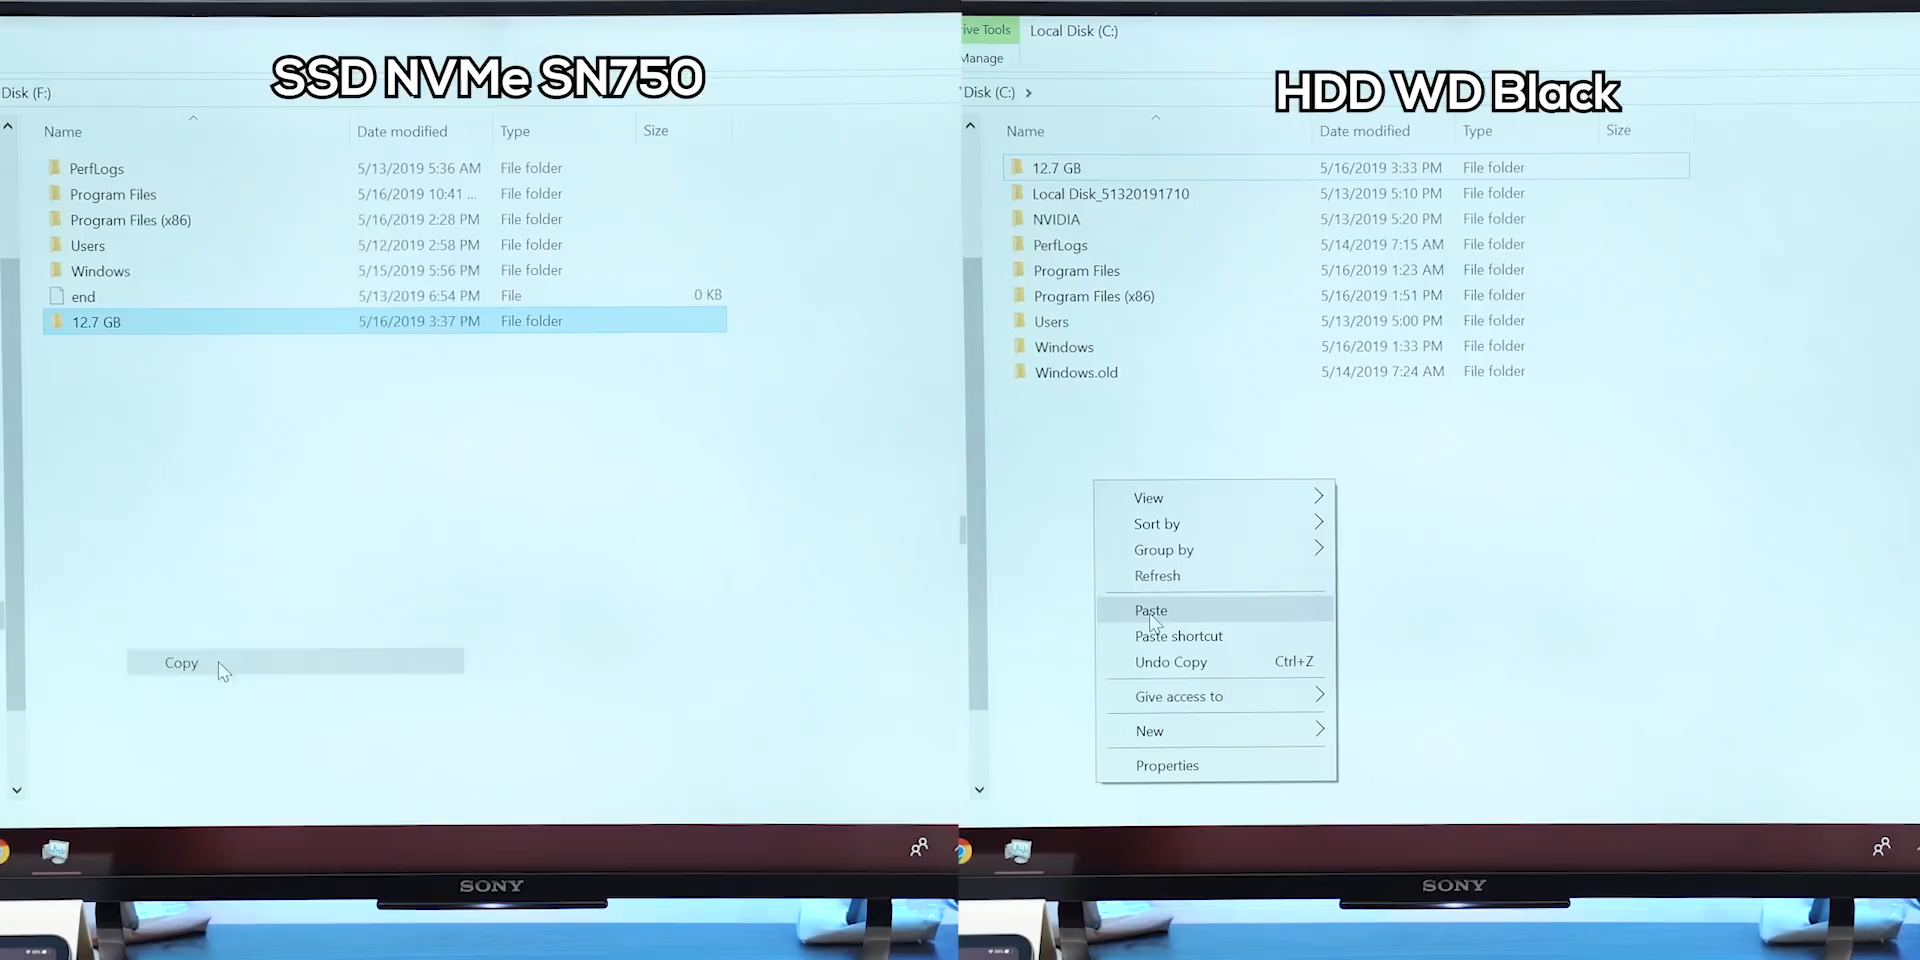 SSD NVMe SN750
Disk (F:)
Name Date modified Type Size
PerfLogs 5/13/2019 5:36 AM File folder
Program Files 5/16/2019 10:41 ... File folder
Program Files (x86) 5/16/2019 2:28 PM File folder
Users 5/12/2019 2:58 PM File folder
Windows 5/15/2019 5:56 PM File folder
end 5/13/2019 6:54 PM File 0 KB
12.7 GB 5/16/2019 3:37 PM File folder
Copy
SONY
ive Tools Local Disk (C:)
Manage
HDD WD Black
Disk (C:)
Name Date modified Type Size
12.7 GB 5/16/2019 3:33 PM File folder
Local Disk_51320191710 5/13/2019 5:10 PM File folder
NVIDIA 5/13/2019 5:20 PM File folder
PerfLogs 5/14/2019 7:15 AM File folder
Program Files 5/16/2019 1:23 AM File folder
Program Files (x86) 5/16/2019 1:51 PM File folder
Users 5/13/2019 5:00 PM File folder
Windows 5/16/2019 1:33 PM File folder
Windows.old 5/14/2019 7:24 AM File folder
View
Sort by
Group by
Refresh
Paste
Paste shortcut
Undo Copy Ctrl+Z
Give access to
New
Properties
SONY